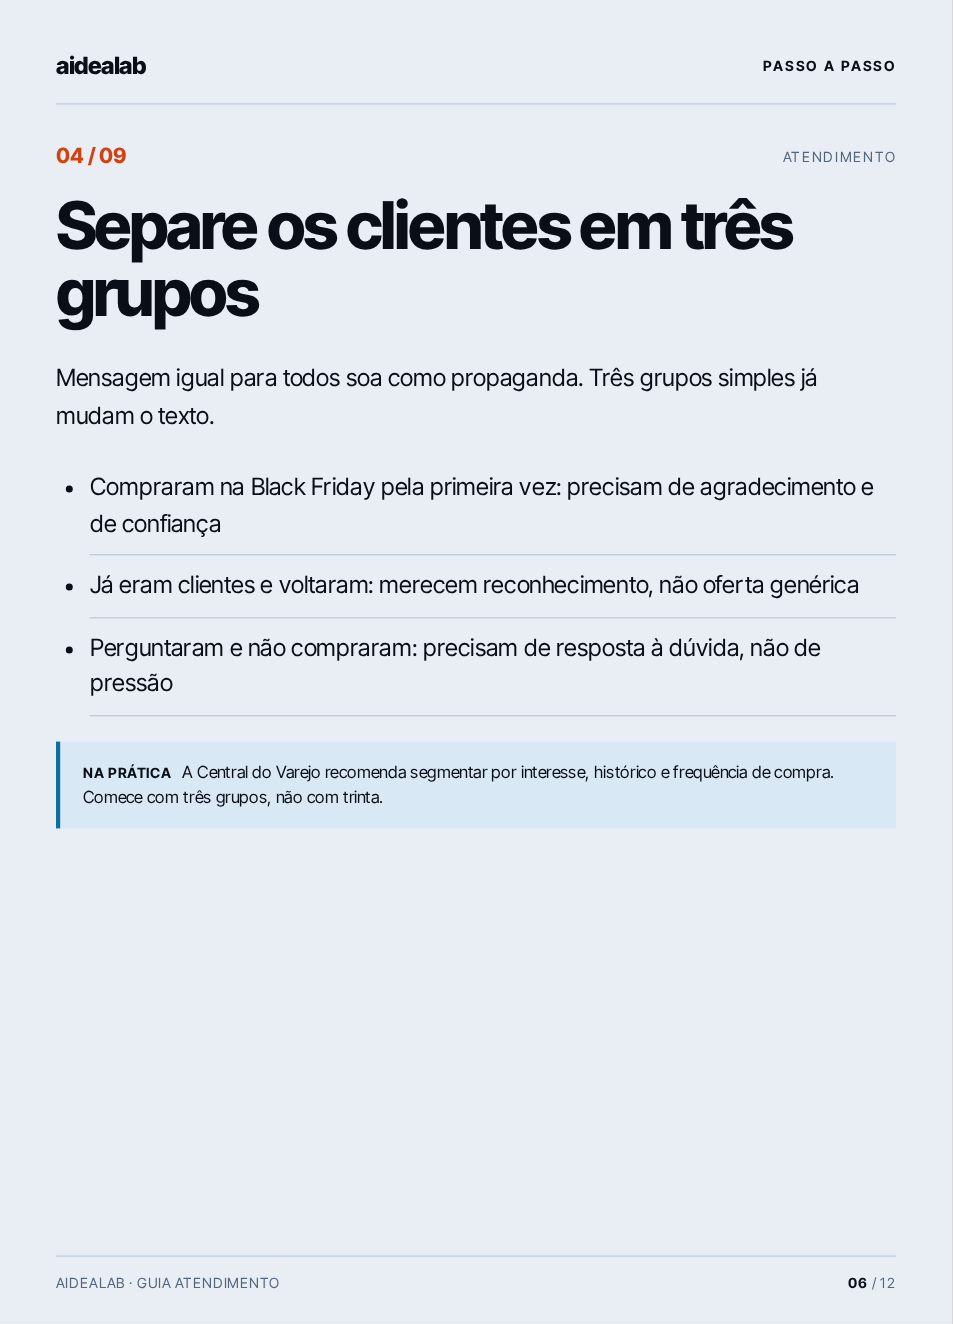 aidealab
PASSO A PASSO
04 / 09
ATENDIMENTO
Separe os clientes em três
grupos
Mensagem igual para todos soa como propaganda. Três grupos simples já
mudam o texto.
• Compraram na Black Friday pela primeira vez: precisam de agradecimento e
de confiança
• Já eram clientes e voltaram: merecem reconhecimento, não oferta genérica
• Perguntaram e não compraram: precisam de resposta à dúvida, não de
pressão
NA PRÁTICA A Central do Varejo recomenda segmentar por interesse, histórico e frequência de compra.
Comece com três grupos, não com trinta.
AIDEALAB · GUIA ATENDIMENTO
06 / 12